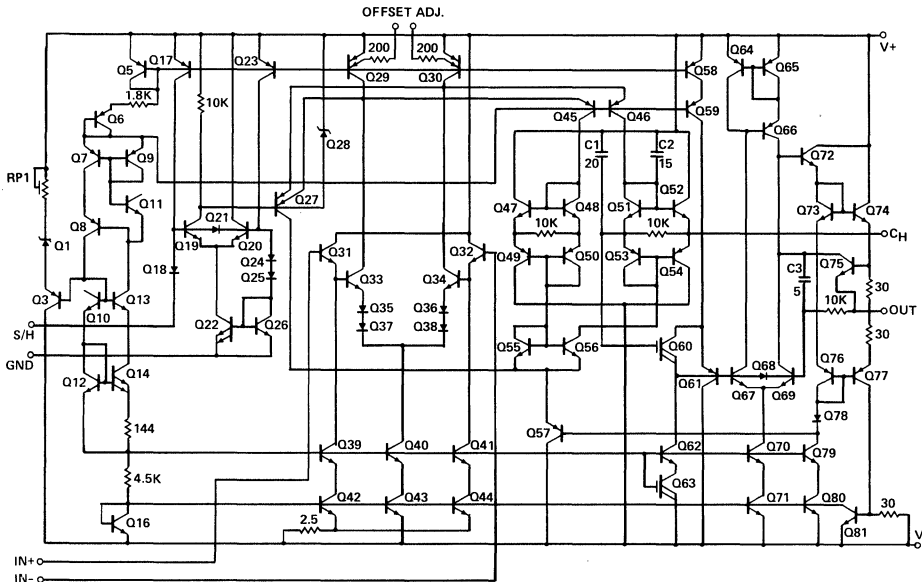 OFFSET ADJ.
200
200
V+
Q5
Q17
Q23
Q29
Q30
Q58
Q64
Q65
1.8K
10K
Q6
Q28
Q45
Q46
Q59
Q66
C1
20
C2
15
Q7
Q9
Q72
RP1
Q11
Q27
Q47
Q48
Q51
Q52
Q73
Q74
Q8
Q21
Q19
Q20
10K
10K
CH
Q1
Q24
Q25
Q31
Q32
Q49
Q50
Q53
Q54
Q75
Q18
Q33
Q34
C3
5
30
Q3
Q10
Q13
Q35
Q36
10K
S/H
Q22
Q26
Q37
Q38
OUT
GND
Q55
Q56
Q60
30
Q12
Q14
Q61
Q68
Q76
Q77
Q67
Q69
Q78
144
Q57
Q39
Q40
Q41
Q62
Q70
Q79
4.5K
Q63
Q16
Q42
Q43
Q44
Q71
Q80
30
2.5
Q81
V
IN+
IN-